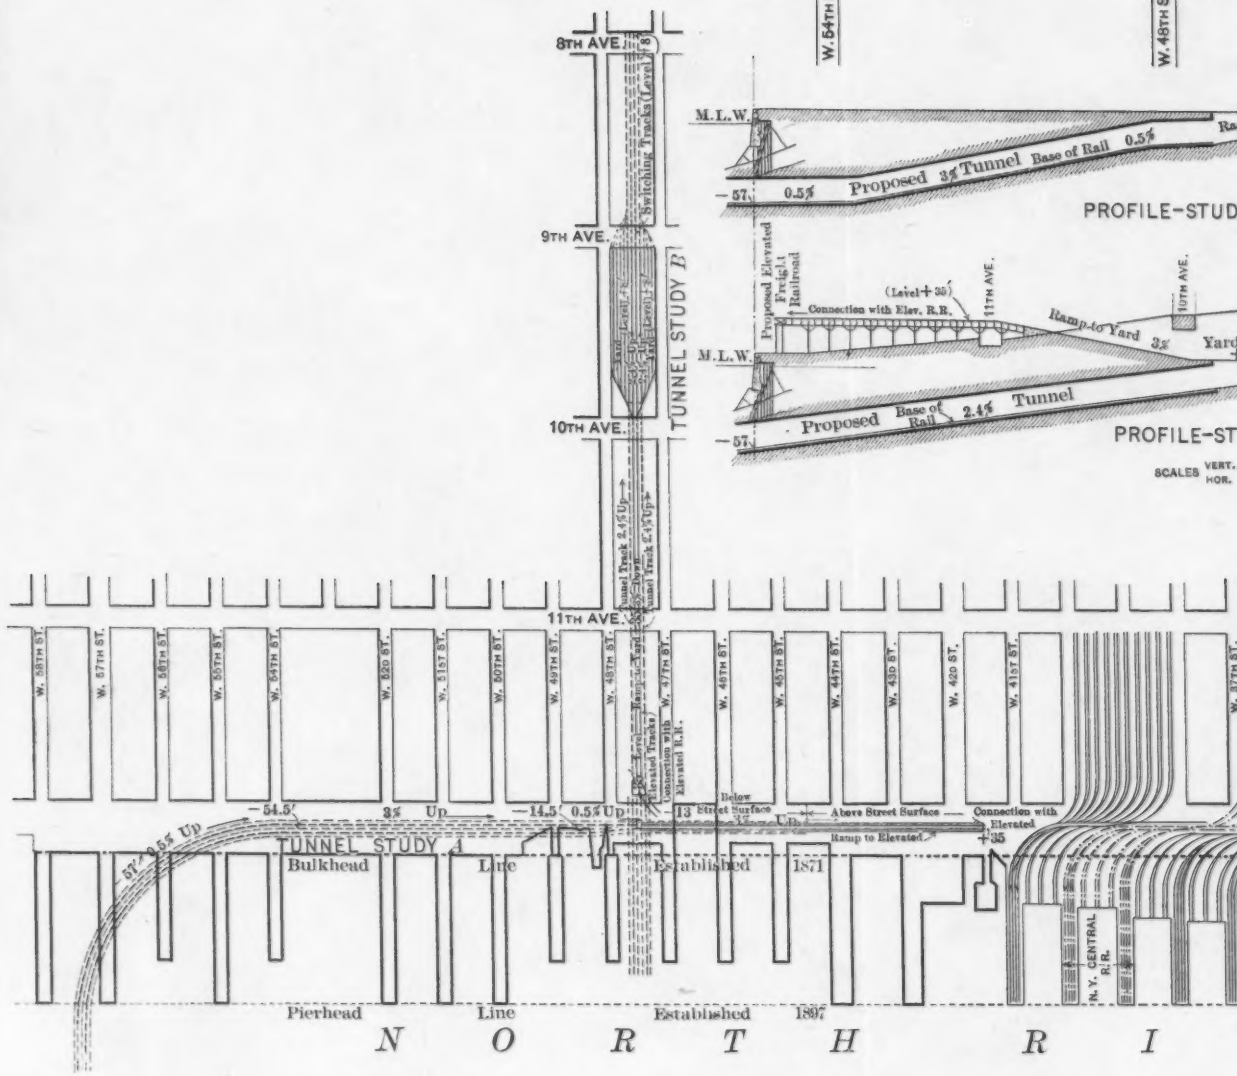 W. 54TH
W. 48TH S
8TH AVE.
Switching Tracks (Level + 8')
9TH AVE.
TUNNEL STUDY B
10TH AVE.
M.L.W.
-57
0.5%
Proposed 3% Tunnel Base of Rail 0.5%
Ra
PROFILE-STUD
Proposed Elevated
Freight
Railroad
(Level + 35')
Connection with Elev. R.R.
11TH AVE.
Ramp to Yard 3%
10TH AVE.
Yard
M.L.W.
-57
Proposed Base of Rail 2.4% Tunnel
PROFILE-ST
SCALES VERT.
HOR.
Tunnel Track 2.4% Up
Tunnel Track 2.4% Up
11TH AVE.
W. 58TH ST.
W. 57TH ST.
W. 56TH ST.
W. 55TH ST.
W. 54TH ST.
W. 52D ST.
W. 51ST ST.
W. 50TH ST.
W. 49TH ST.
W. 48TH ST.
W. 47TH ST.
W. 46TH ST.
W. 45TH ST.
W. 44TH ST.
W. 43D ST.
W. 42D ST.
W. 41ST ST.
W. 37TH ST.
Elevated Tracks
Connection with
Elevated R.R.
-57' 0.5% Up
-54.5' 3% Up
-14.5' 0.5% Up
13 Below
Street Surface
3% Up
Above Street Surface
Ramp to Elevated
Connection with
Elevated
+35
TUNNEL STUDY A
Bulkhead Line Established 1871
N.Y. CENTRAL
R.R.
Pierhead Line Established 1897
N O R T H R I